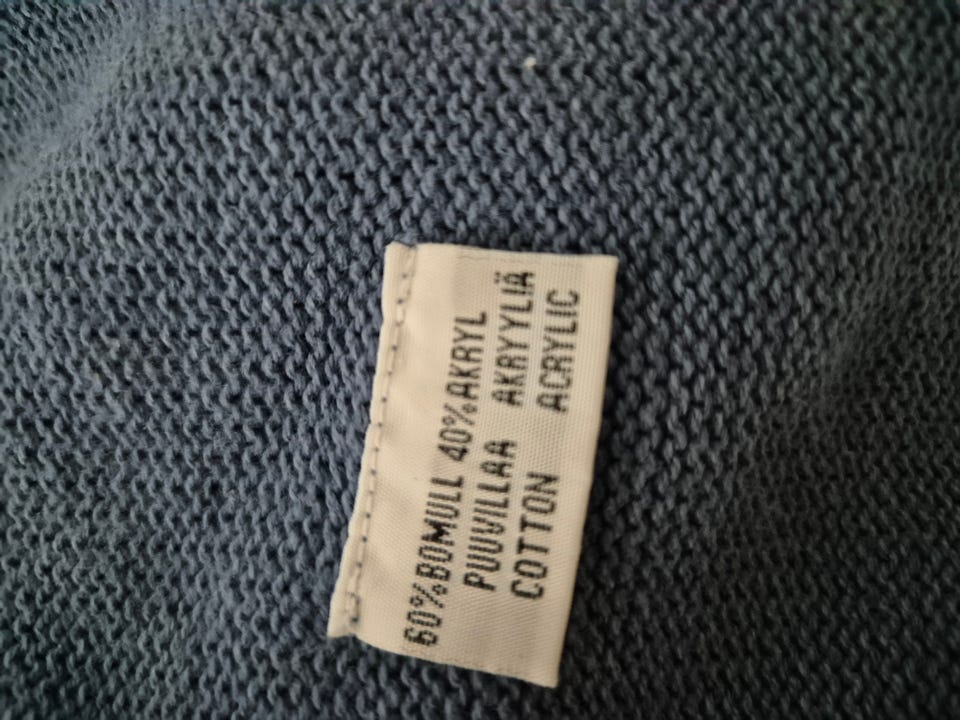 60%BOMULL 40%AKRYL
PUUVILLAA AKRYYLIÄ
COTTON ACRYLIC